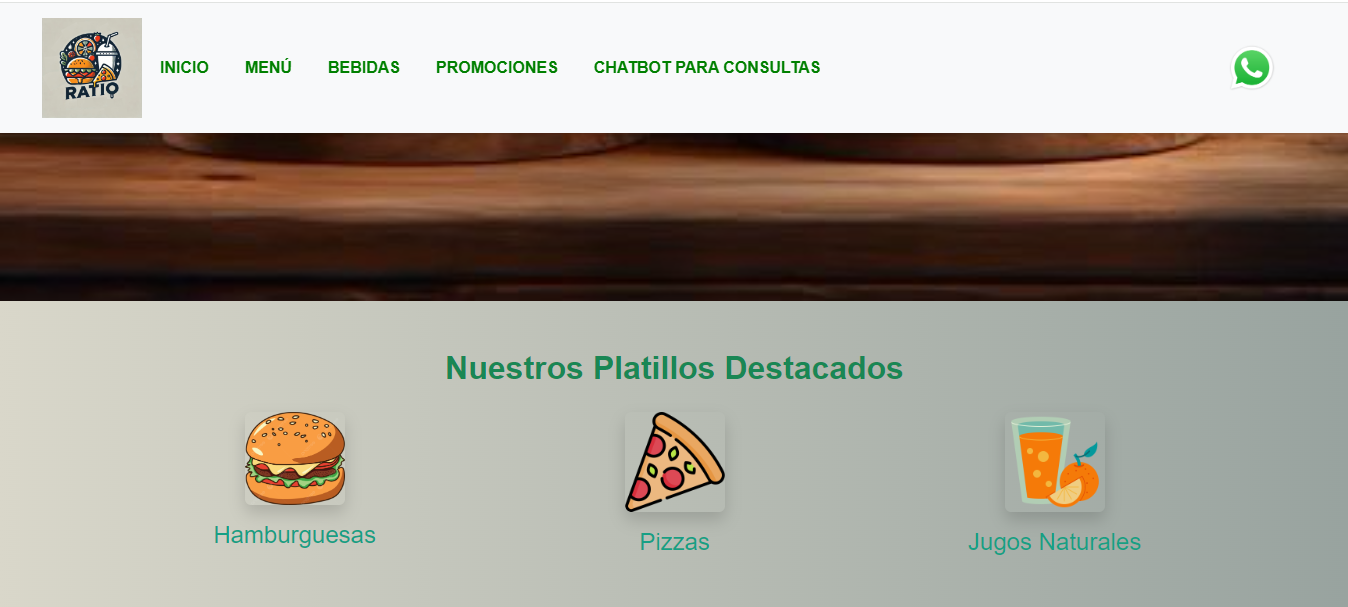 RATIO
INICIO MENÚ BEBIDAS PROMOCIONES CHATBOT PARA CONSULTAS
Nuestros Platillos Destacados
Hamburguesas
Pizzas
Jugos Naturales